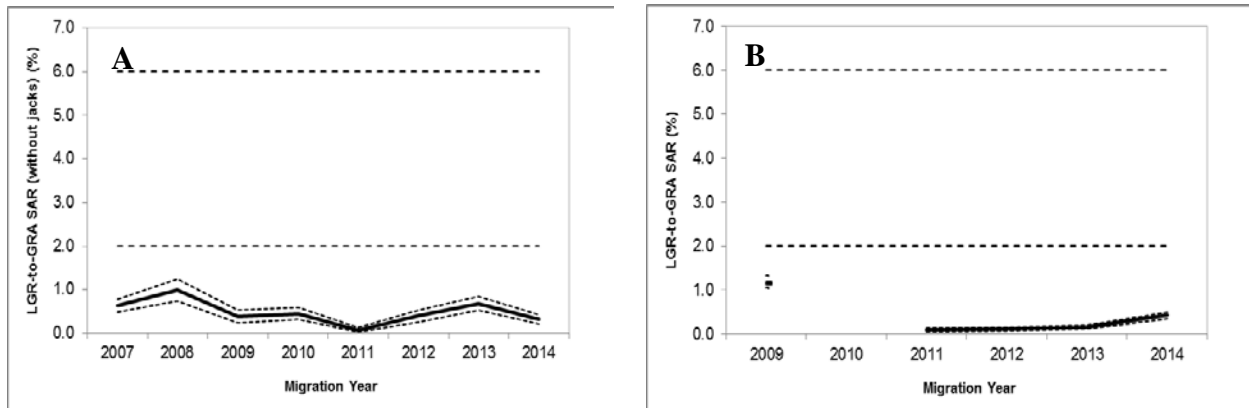 A
LGR-to-GRA SAR (without jacks) (%)
7.0
6.0
5.0
4.0
3.0
2.0
1.0
0.0
2007 2008 2009 2010 2011 2012 2013 2014
Migration Year
B
LGR-to-GRA SAR (%)
7.0
6.0
5.0
4.0
3.0
2.0
1.0
0.0
2009 2010 2011 2012 2013 2014
Migration Year